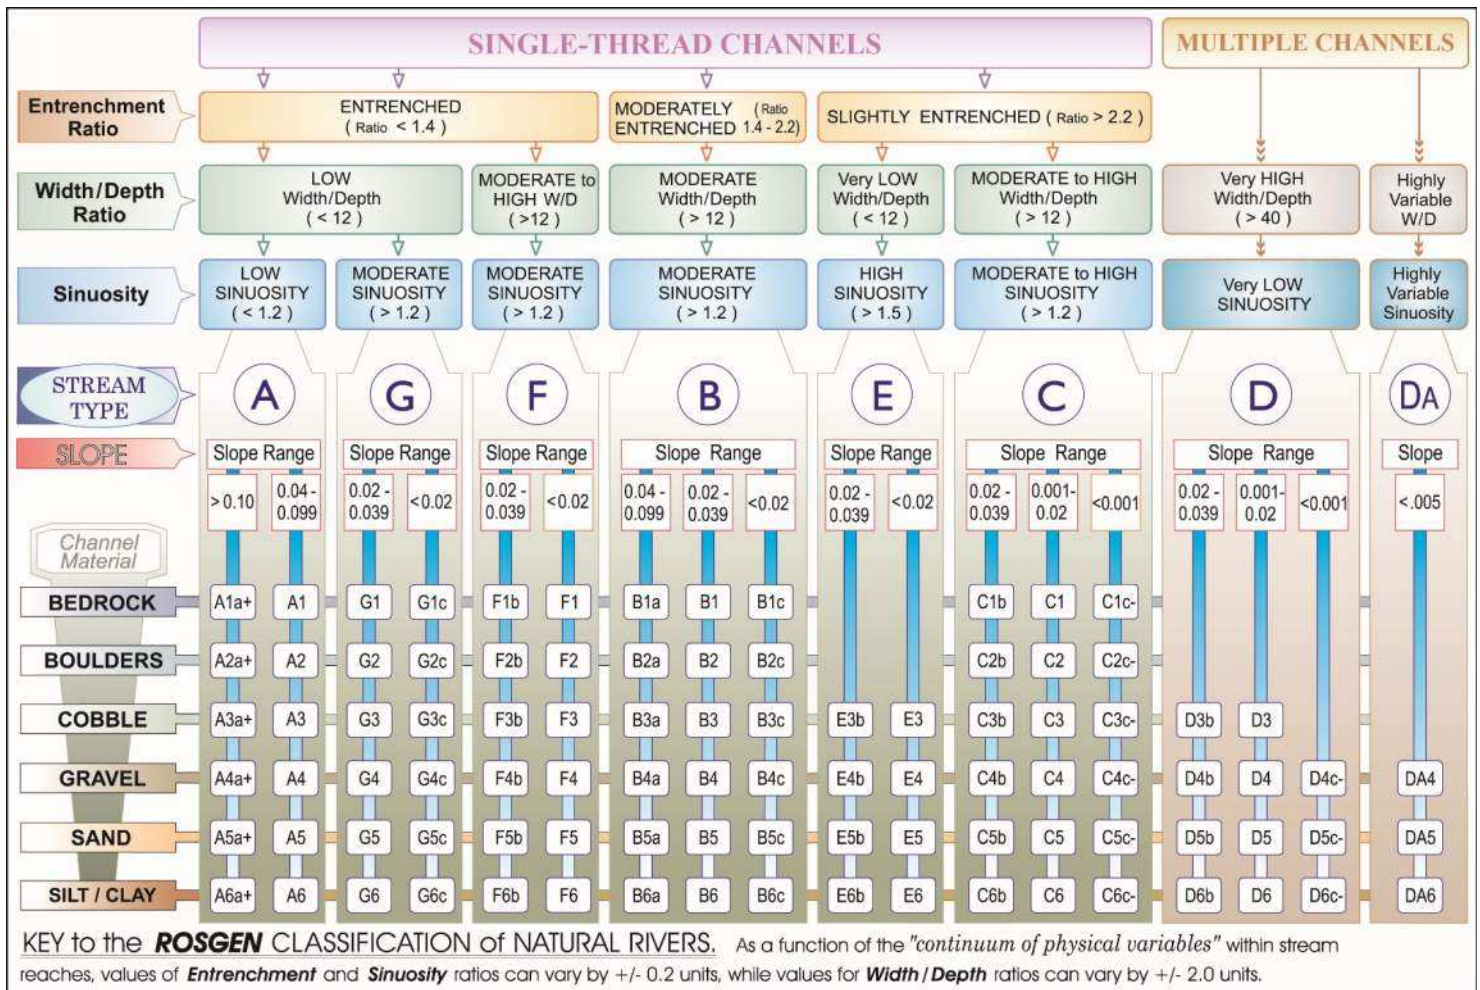 SINGLE-THREAD CHANNELS
MULTIPLE CHANNELS
Entrenchment
Ratio
ENTRENCHED
( Ratio < 1.4 )
MODERATELY ( Ratio
ENTRENCHED 1.4 - 2.2)
SLIGHTLY ENTRENCHED ( Ratio > 2.2 )
Width/Depth
Ratio
LOW
Width/Depth
( < 12 )
MODERATE to
HIGH W/D
( >12 )
MODERATE
Width/Depth
( > 12 )
Very LOW
Width/Depth
( < 12 )
MODERATE to HIGH
Width/Depth
( > 12 )
Very HIGH
Width/Depth
( > 40 )
Highly
Variable
W/D
Sinuosity
LOW
SINUOSITY
( < 1.2 )
MODERATE
SINUOSITY
( > 1.2 )
MODERATE
SINUOSITY
( > 1.2 )
MODERATE
SINUOSITY
( > 1.2 )
HIGH
SINUOSITY
( > 1.5 )
MODERATE to HIGH
SINUOSITY
( > 1.2 )
Very LOW
SINUOSITY
Highly
Variable
Sinuosity
STREAM
TYPE
A G F B E C D DA
SLOPE
Slope Range Slope Range Slope Range Slope Range Slope Range Slope Range Slope Range Slope
> 0.10
0.04 -
0.099
0.02 -
0.039
<0.02
0.02 -
0.039
<0.02
0.04 -
0.099
0.02 -
0.039
<0.02
0.02 -
0.039
<0.02
0.02 -
0.039
0.001-
0.02
<0.001
0.02 -
0.039
0.001-
0.02
<0.001
<.005
Channel
Material
BEDROCK A1a+ A1 G1 G1c F1b F1 B1a B1 B1c C1b C1 C1c-
BOULDERS A2a+ A2 G2 G2c F2b F2 B2a B2 B2c C2b C2 C2c-
COBBLE A3a+ A3 G3 G3c F3b F3 B3a B3 B3c E3b E3 C3b C3 C3c- D3b D3
GRAVEL A4a+ A4 G4 G4c F4b F4 B4a B4 B4c E4b E4 C4b C4 C4c- D4b D4 D4c- DA4
SAND A5a+ A5 G5 G5c F5b F5 B5a B5 B5c E5b E5 C5b C5 C5c- D5b D5 D5c- DA5
SILT / CLAY A6a+ A6 G6 G6c F6b F6 B6a B6 B6c E6b E6 C6b C6 C6c- D6b D6 D6c- DA6
KEY to the ROSGEN CLASSIFICATION of NATURAL RIVERS. As a function of the "continuum of physical variables" within stream
reaches, values of Entrenchment and Sinuosity ratios can vary by +/- 0.2 units, while values for Width / Depth ratios can vary by +/- 2.0 units.